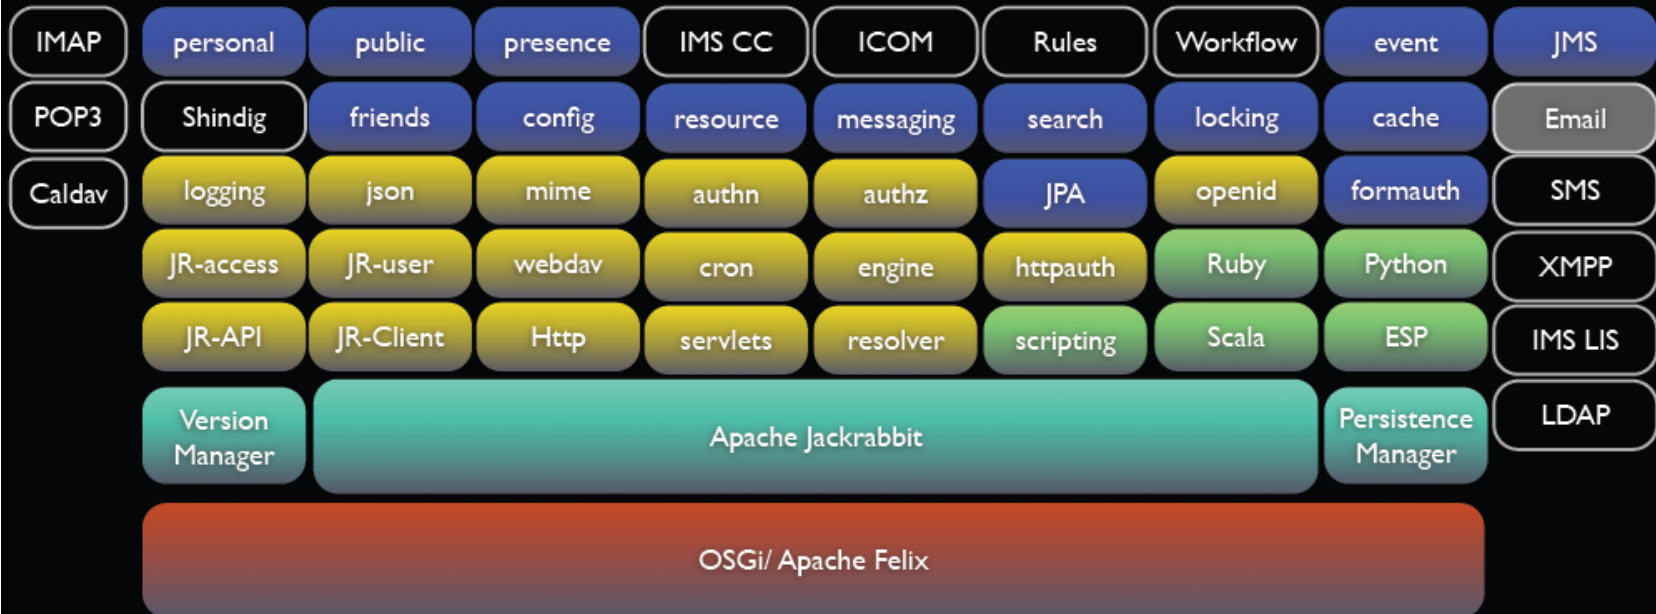 IMAP
personal
public
presence
IMS CC
ICOM
Rules
Workflow
event
JMS
POP3
Shindig
friends
config
resource
messaging
search
locking
cache
Email
Caldav
logging
json
mime
authn
authz
JPA
openid
formauth
SMS
JR-access
JR-user
webdav
cron
engine
httpauth
Ruby
Python
XMPP
JR-API
JR-Client
Http
servlets
resolver
scripting
Scala
ESP
IMS LIS
Version
Manager
Apache Jackrabbit
Persistence
Manager
LDAP
OSGi/ Apache Felix